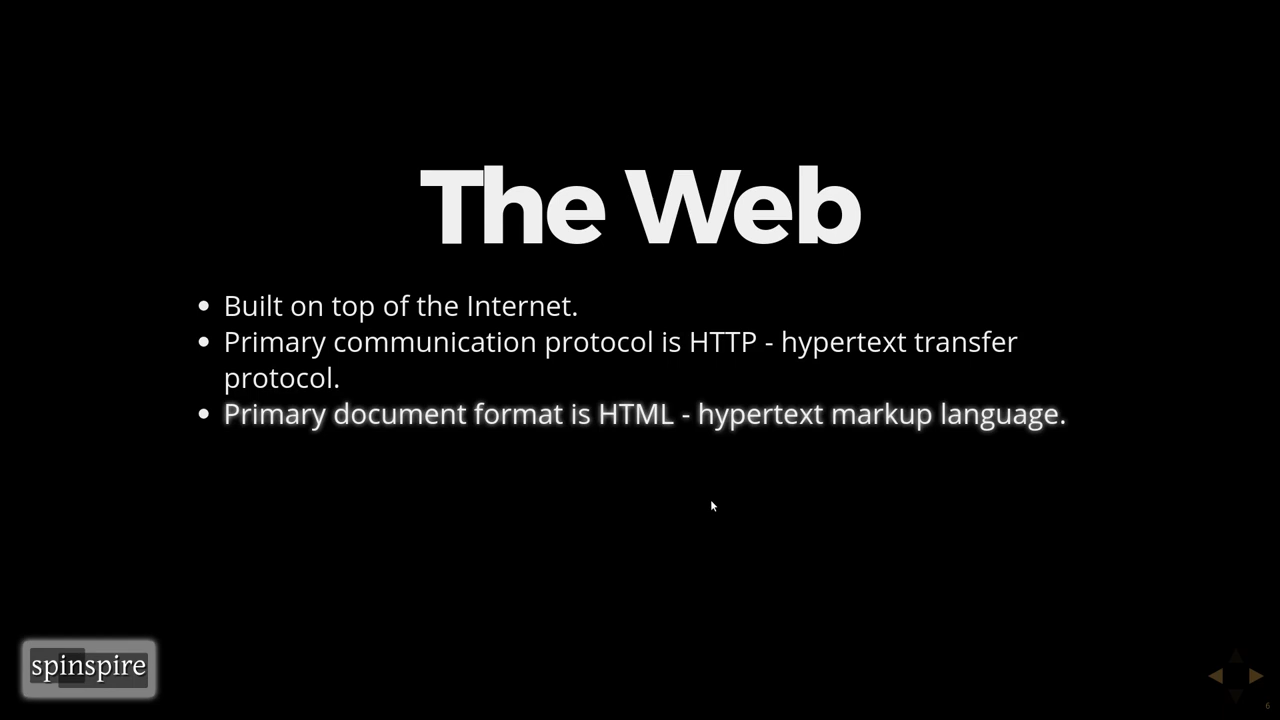 The Web
Built on top of the Internet.
Primary communication protocol is HTTP - hypertext transfer
protocol.
Primary document format is HTML - hypertext markup language.
spinspire
6